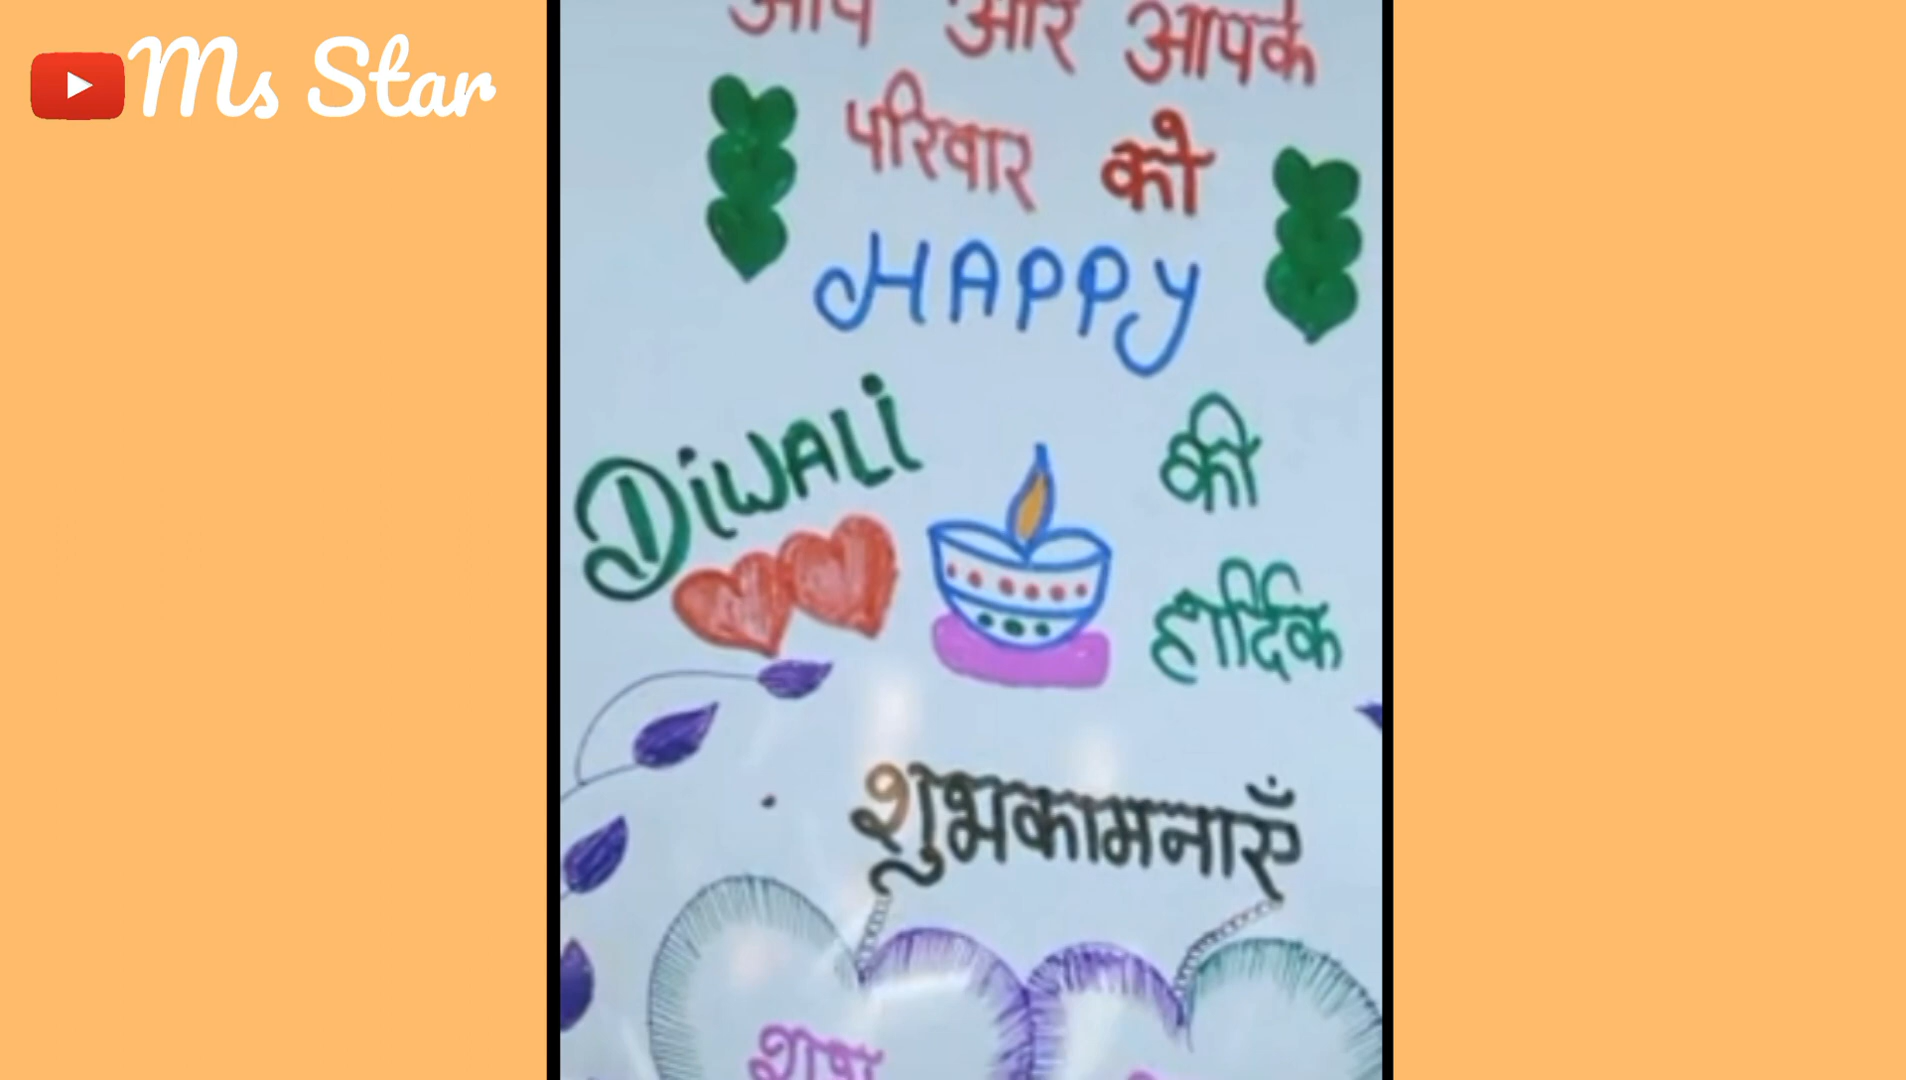 Ms Star
आप और आपके
परिवार को
HAPPY
DiWALi
की
हार्दिक
शुभकामनाएँ
शुभ